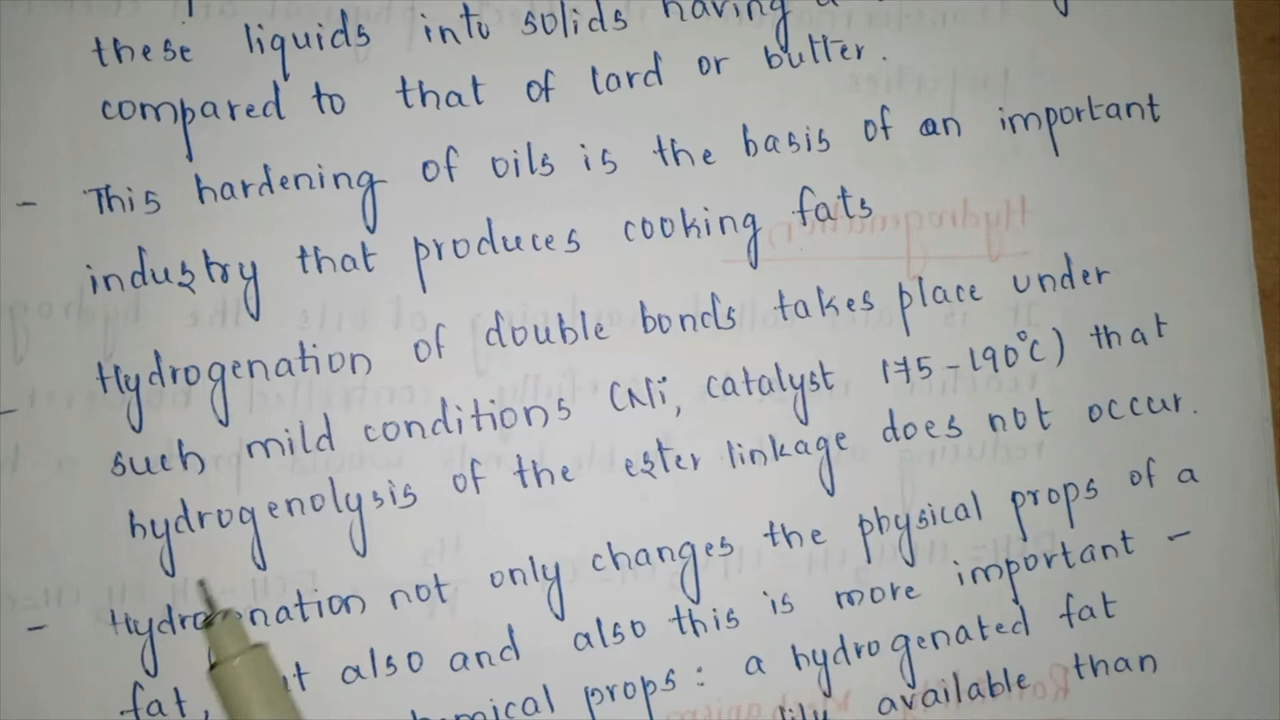 these liquids into solids having a
compared to that of lard or butter.
- This hardening of oils is the basis of an important
industry that produces cooking fats
- Hydrogenation of double bonds takes place under
such mild conditions (Ni, catalyst 175-190°C) that
hydrogenolysis of the ester linkage does not occur.
- Hydrogenation not only changes the physical props of a
fat, also and also this is more important -
props: a hydrogenated fat
available than